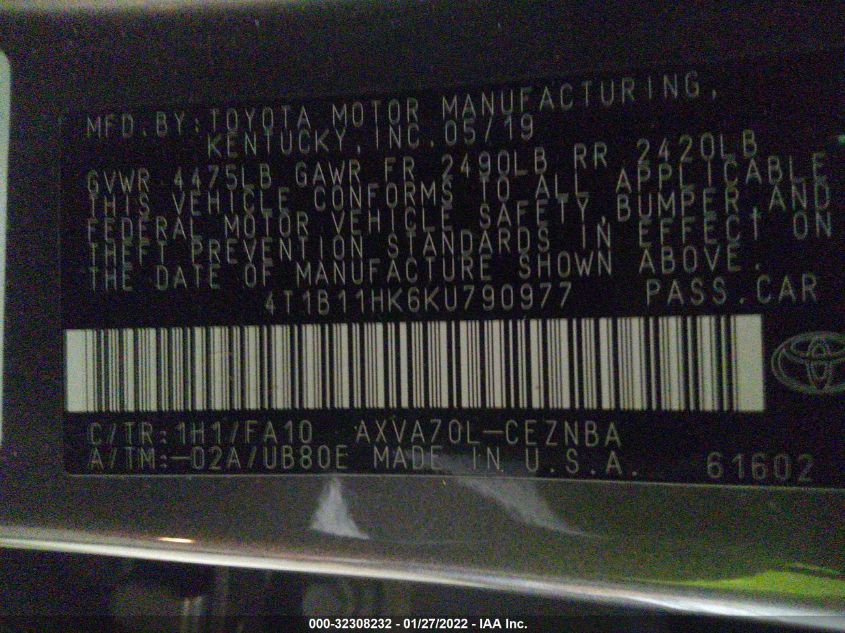 MFD.BY:TOYOTA MOTOR MANUFACTURING,
KENTUCKY,INC.05/19
GVWR 4475LB GAWR FR 2490LB RR 2420LB
THIS VEHICLE CONFORMS TO ALL APPLICABLE
FEDERAL MOTOR VEHICLE SAFETY,BUMPER,AND
THEFT PREVENTION STANDARDS IN EFFECT ON
THE DATE OF MANUFACTURE SHOWN ABOVE.
4T1B11HK6KU790977 PASS.CAR
C/TR:1H1/FA10 AXVA70L-CEZNBA
A/TM:-02A/UB80E MADE IN U.S.A. 61602
000-32308232 - 01/27/2022 - IAA Inc.